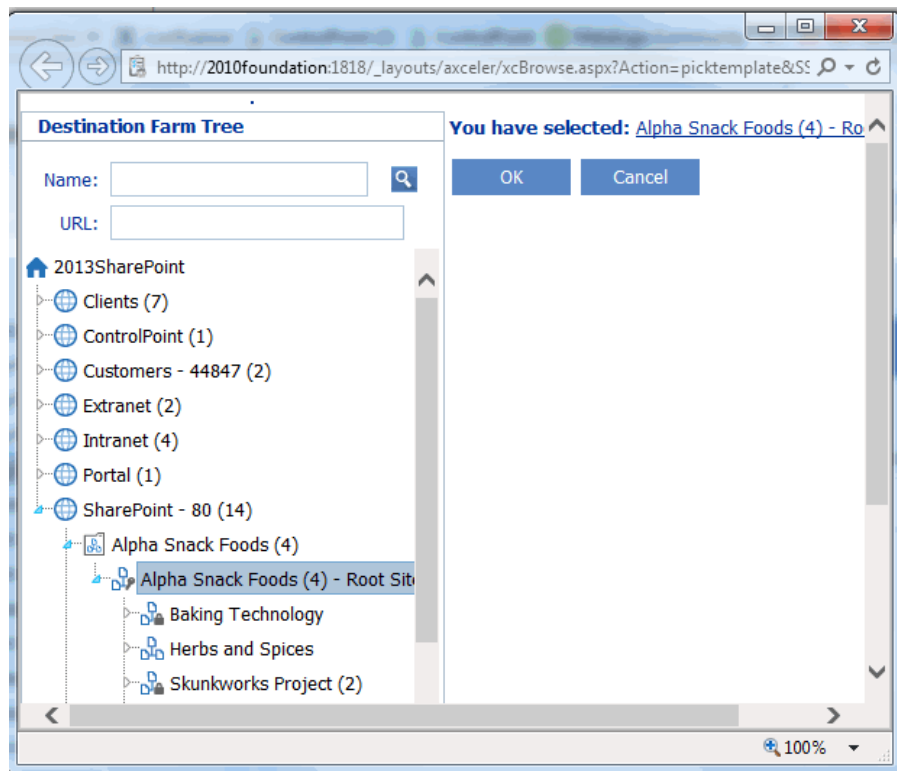 http://2010foundation:1818/_layouts/axceler/xcBrowse.aspx?Action=picktemplate&SS
Destination Farm Tree
You have selected: Alpha Snack Foods (4) - Ro
Name:
OK Cancel
URL:
2013SharePoint
Clients (7)
ControlPoint (1)
Customers - 44847 (2)
Extranet (2)
Intranet (4)
Portal (1)
SharePoint - 80 (14)
Alpha Snack Foods (4)
Alpha Snack Foods (4) - Root Site
Baking Technology
Herbs and Spices
Skunkworks Project (2)
100%